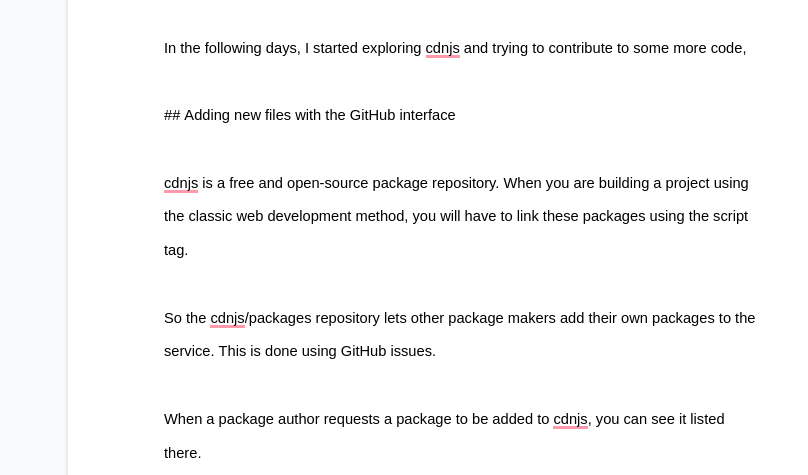 In the following days, I started exploring cdnjs and trying to contribute to some more code,
## Adding new files with the GitHub interface
cdnjs is a free and open-source package repository. When you are building a project using
the classic web development method, you will have to link these packages using the script
tag.
So the cdnjs/packages repository lets other package makers add their own packages to the
service. This is done using GitHub issues.
When a package author requests a package to be added to cdnjs, you can see it listed
there.